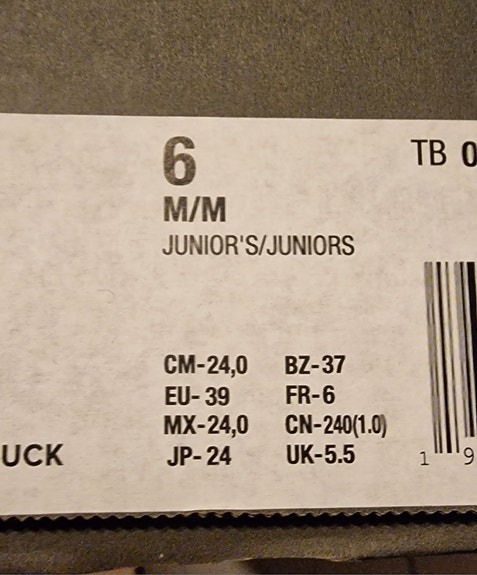 6
TB 0
M/M
JUNIOR'S/JUNIORS
CM-24,0 BZ-37
EU-39 FR-6
MX-24,0 CN-240(1.0)
UCK JP-24 UK-5.5
1 9